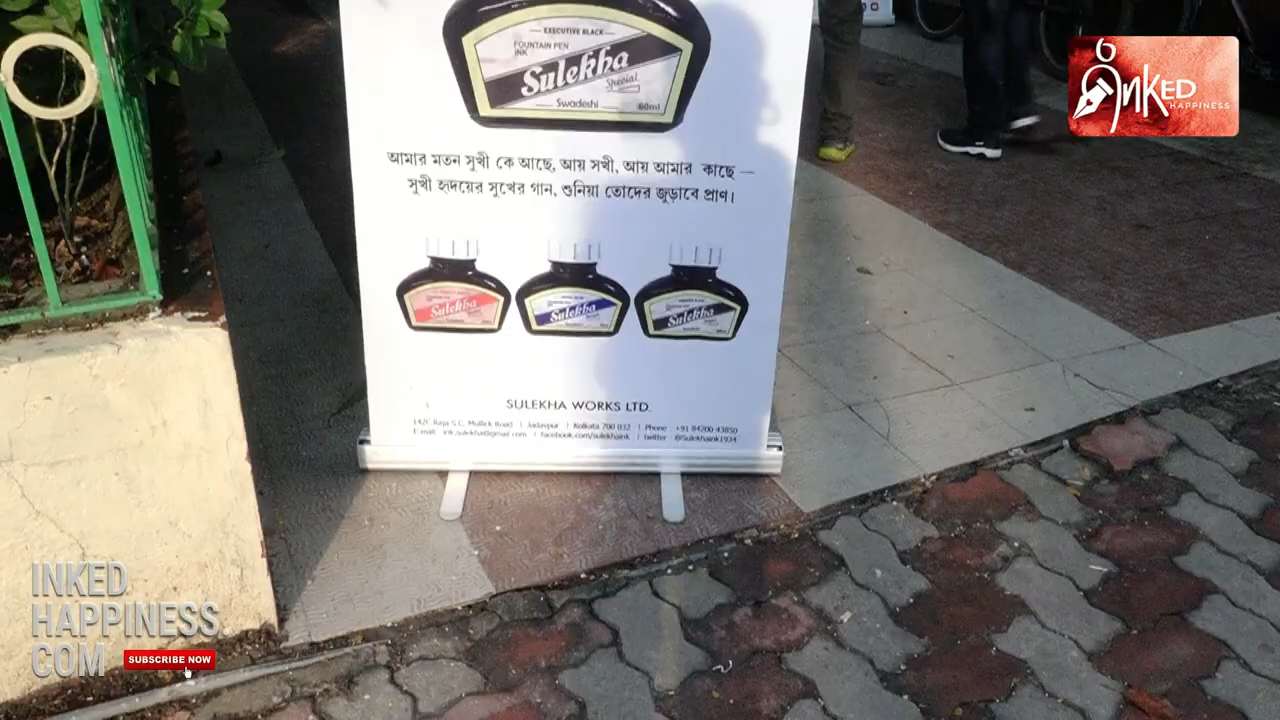 EXECUTIVE BLACK
FOUNTAIN PEN
INK
Sulekha
Special
Swadeshi
60ml
আমার মতন সুখী কে আছে, আয় সখী, আয় আমার কাছে —
সুখী হৃদয়ের সুখের গান, শুনিয়া তোদের জুড়াবে প্রাণ।
Sulekha
Sulekha
Sulekha
SULEKHA WORKS LTD.
142C Raja S.C. Mullick Road | Jadavpur | Kolkata 700 032 | Phone +91 84200 43850
E mail ink.sulekha@gmail.com | facebook.com/sulekhaink | twitter @Sulekhaink1934
INKED
HAPPINESS
INKED
HAPPINESS
COM
SUBSCRIBE NOW